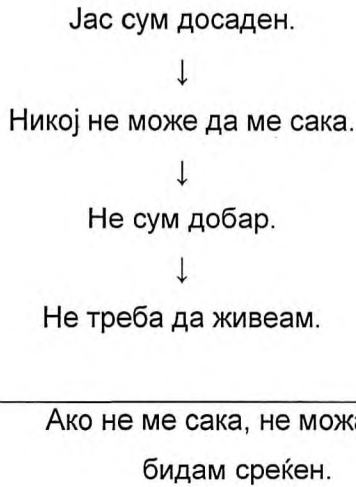 Јас сум досаден.
↓
Никој не може да ме сака.
↓
Не сум добар.
↓
Не треба да живеам.
Ако не ме сака, не можа
бидам среќен.